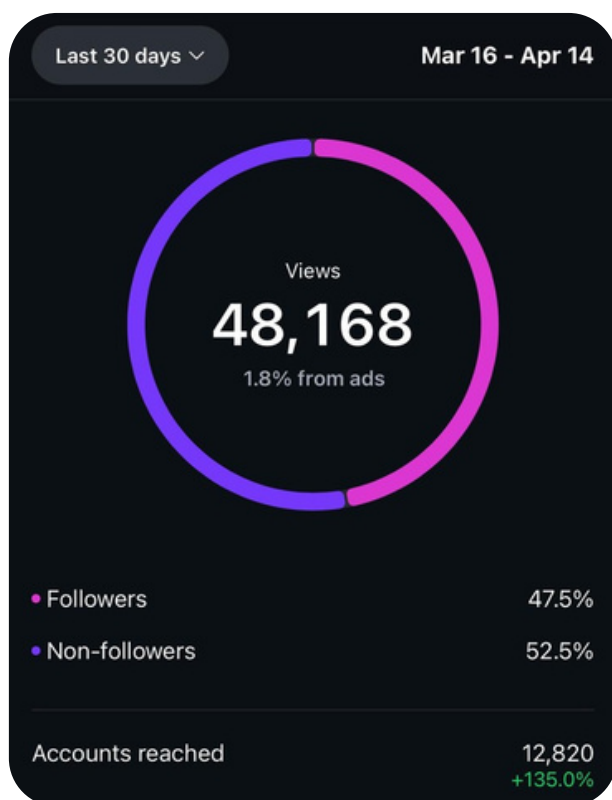 Last 30 days
Mar 16 - Apr 14
Views
48,168
1.8% from ads
Followers 47.5%
Non-followers 52.5%
Accounts reached 12,820
+135.0%